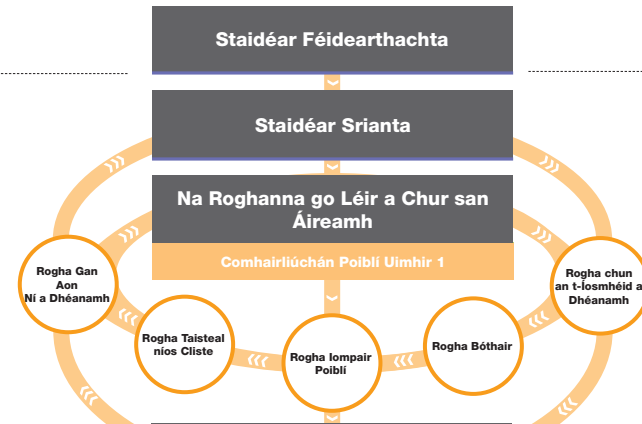 Staidéar Féidearthachta
Staidéar Srianta
Na Roghanna go Léir a Chur san
Áireamh
Comhairliúchán Poiblí Uimhir 1
Rogha Gan
Aon
Ní a Dhéanamh
Rogha Taisteal
níos Cliste
Rogha Iompair
Poiblí
Rogha Bóthair
Rogha chun
an t-Íosmhéid a
Dhéanamh